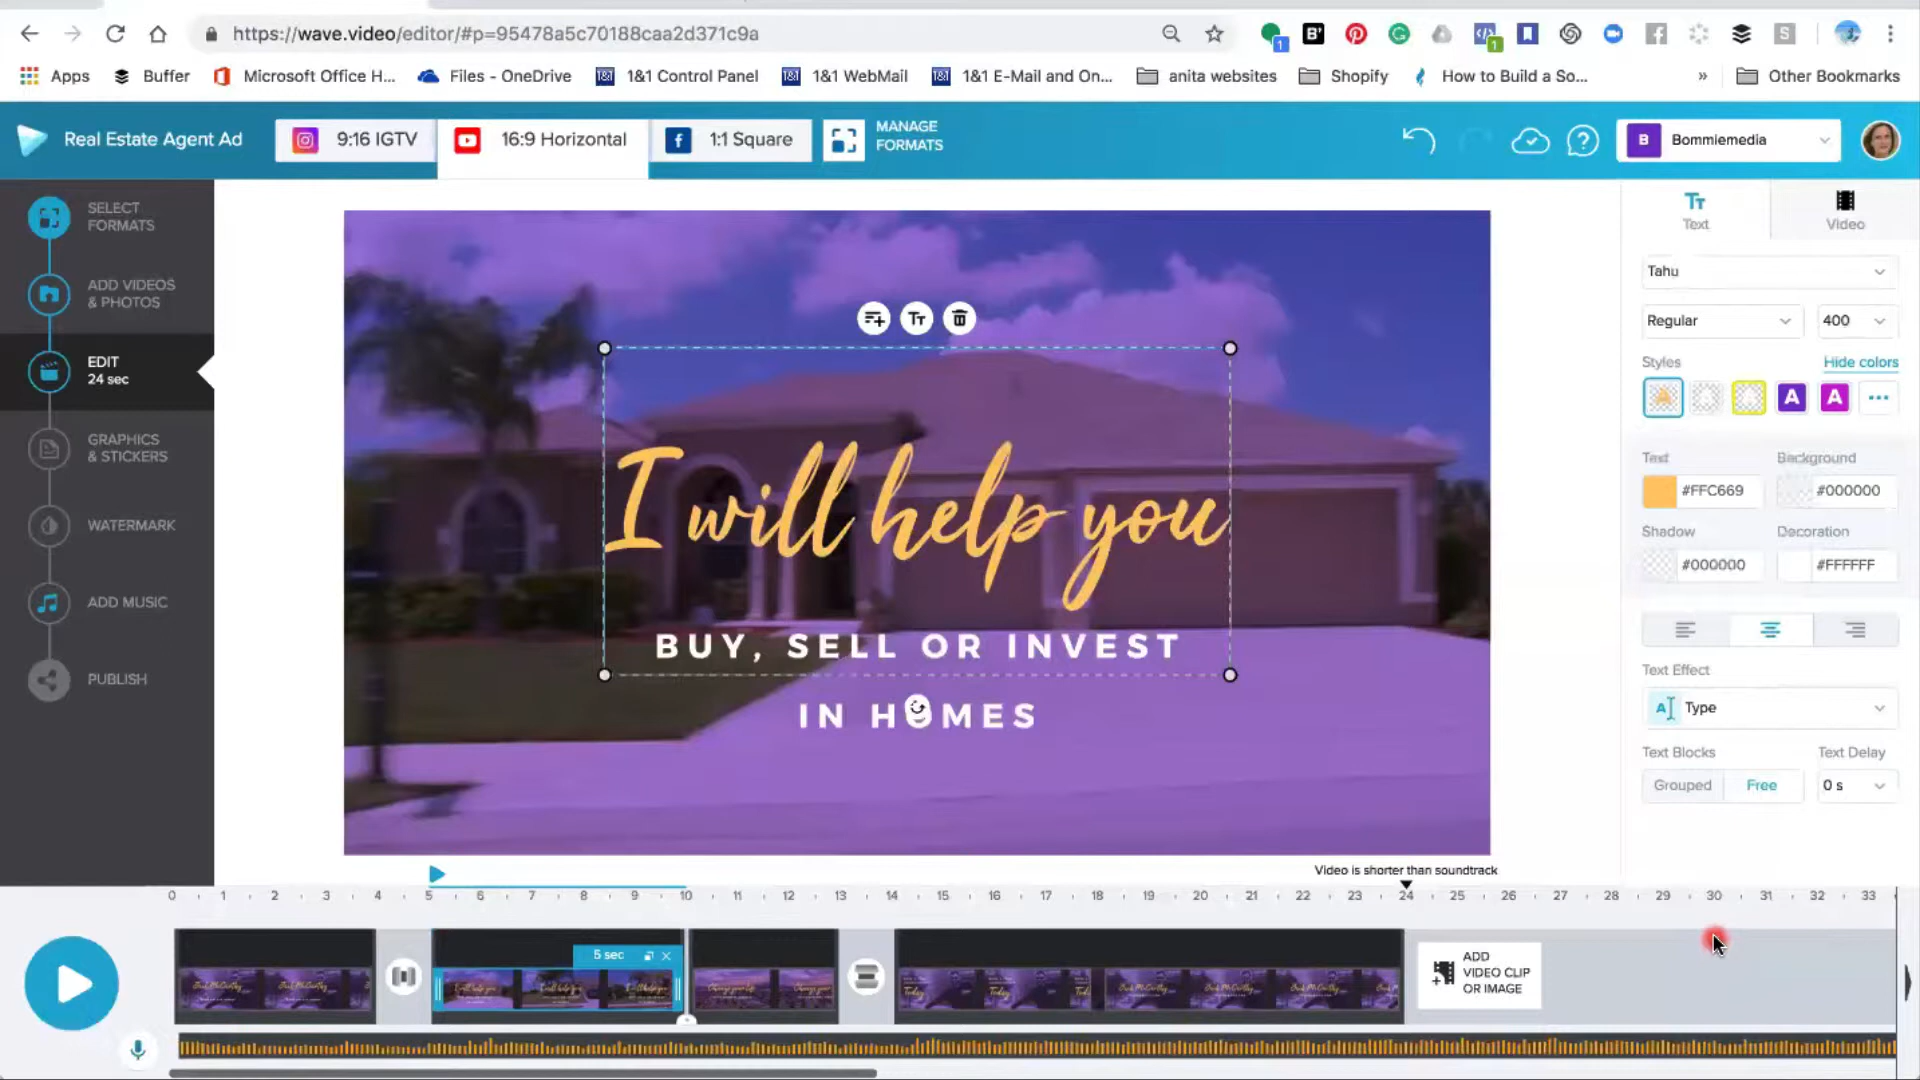 https://wave.video/editor/#p=95478a5c70188caa2d371c9a
Apps
Buffer
Microsoft Office H...
Files - OneDrive
1&1 Control Panel
1&1 WebMail
1&1 E-Mail and On...
anita websites
Shopify
How to Build a So...
»
Other Bookmarks
Real Estate Agent Ad
9:16 IGTV
16:9 Horizontal
1:1 Square
MANAGE
FORMATS
B
Bommiemedia
SELECT
FORMATS
ADD VIDEOS
& PHOTOS
EDIT
24 sec
GRAPHICS
& STICKERS
WATERMARK
ADD MUSIC
PUBLISH
I will help you
BUY, SELL OR INVEST
IN HOMES
Text
Video
Tahu
Regular
400
Styles
Hide colors
Text
Background
#FFC669
#000000
Shadow
Decoration
#000000
#FFFFFF
Text Effect
Type
Text Blocks
Text Delay
Grouped
Free
0 s
Video is shorter than soundtrack
0 1 2 3 4 5 6 7 8 9 10 11 12 13 14 15 16 17 18 19 20 21 22 23 24 25 26 27 28 29 30 31 32 33
5 sec
ADD
VIDEO CLIP
OR IMAGE